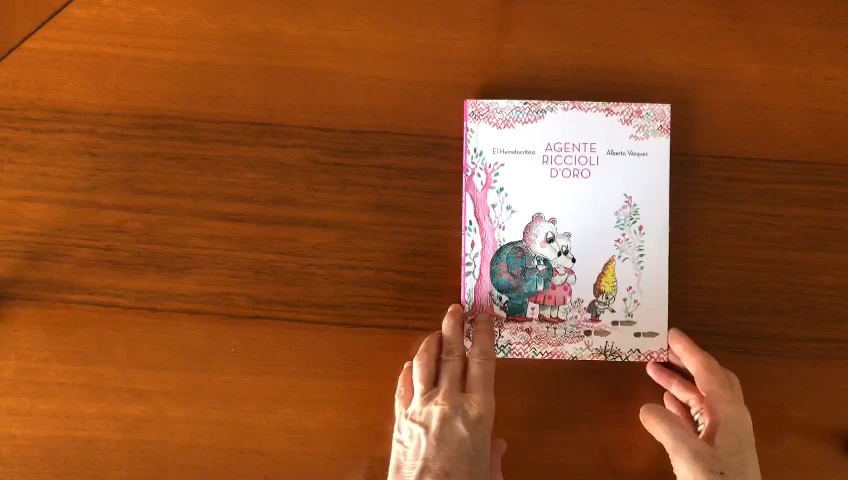 El Hematocrítico
AGENTE
RICCIOLI
D'ORO
Alberto Vázquez